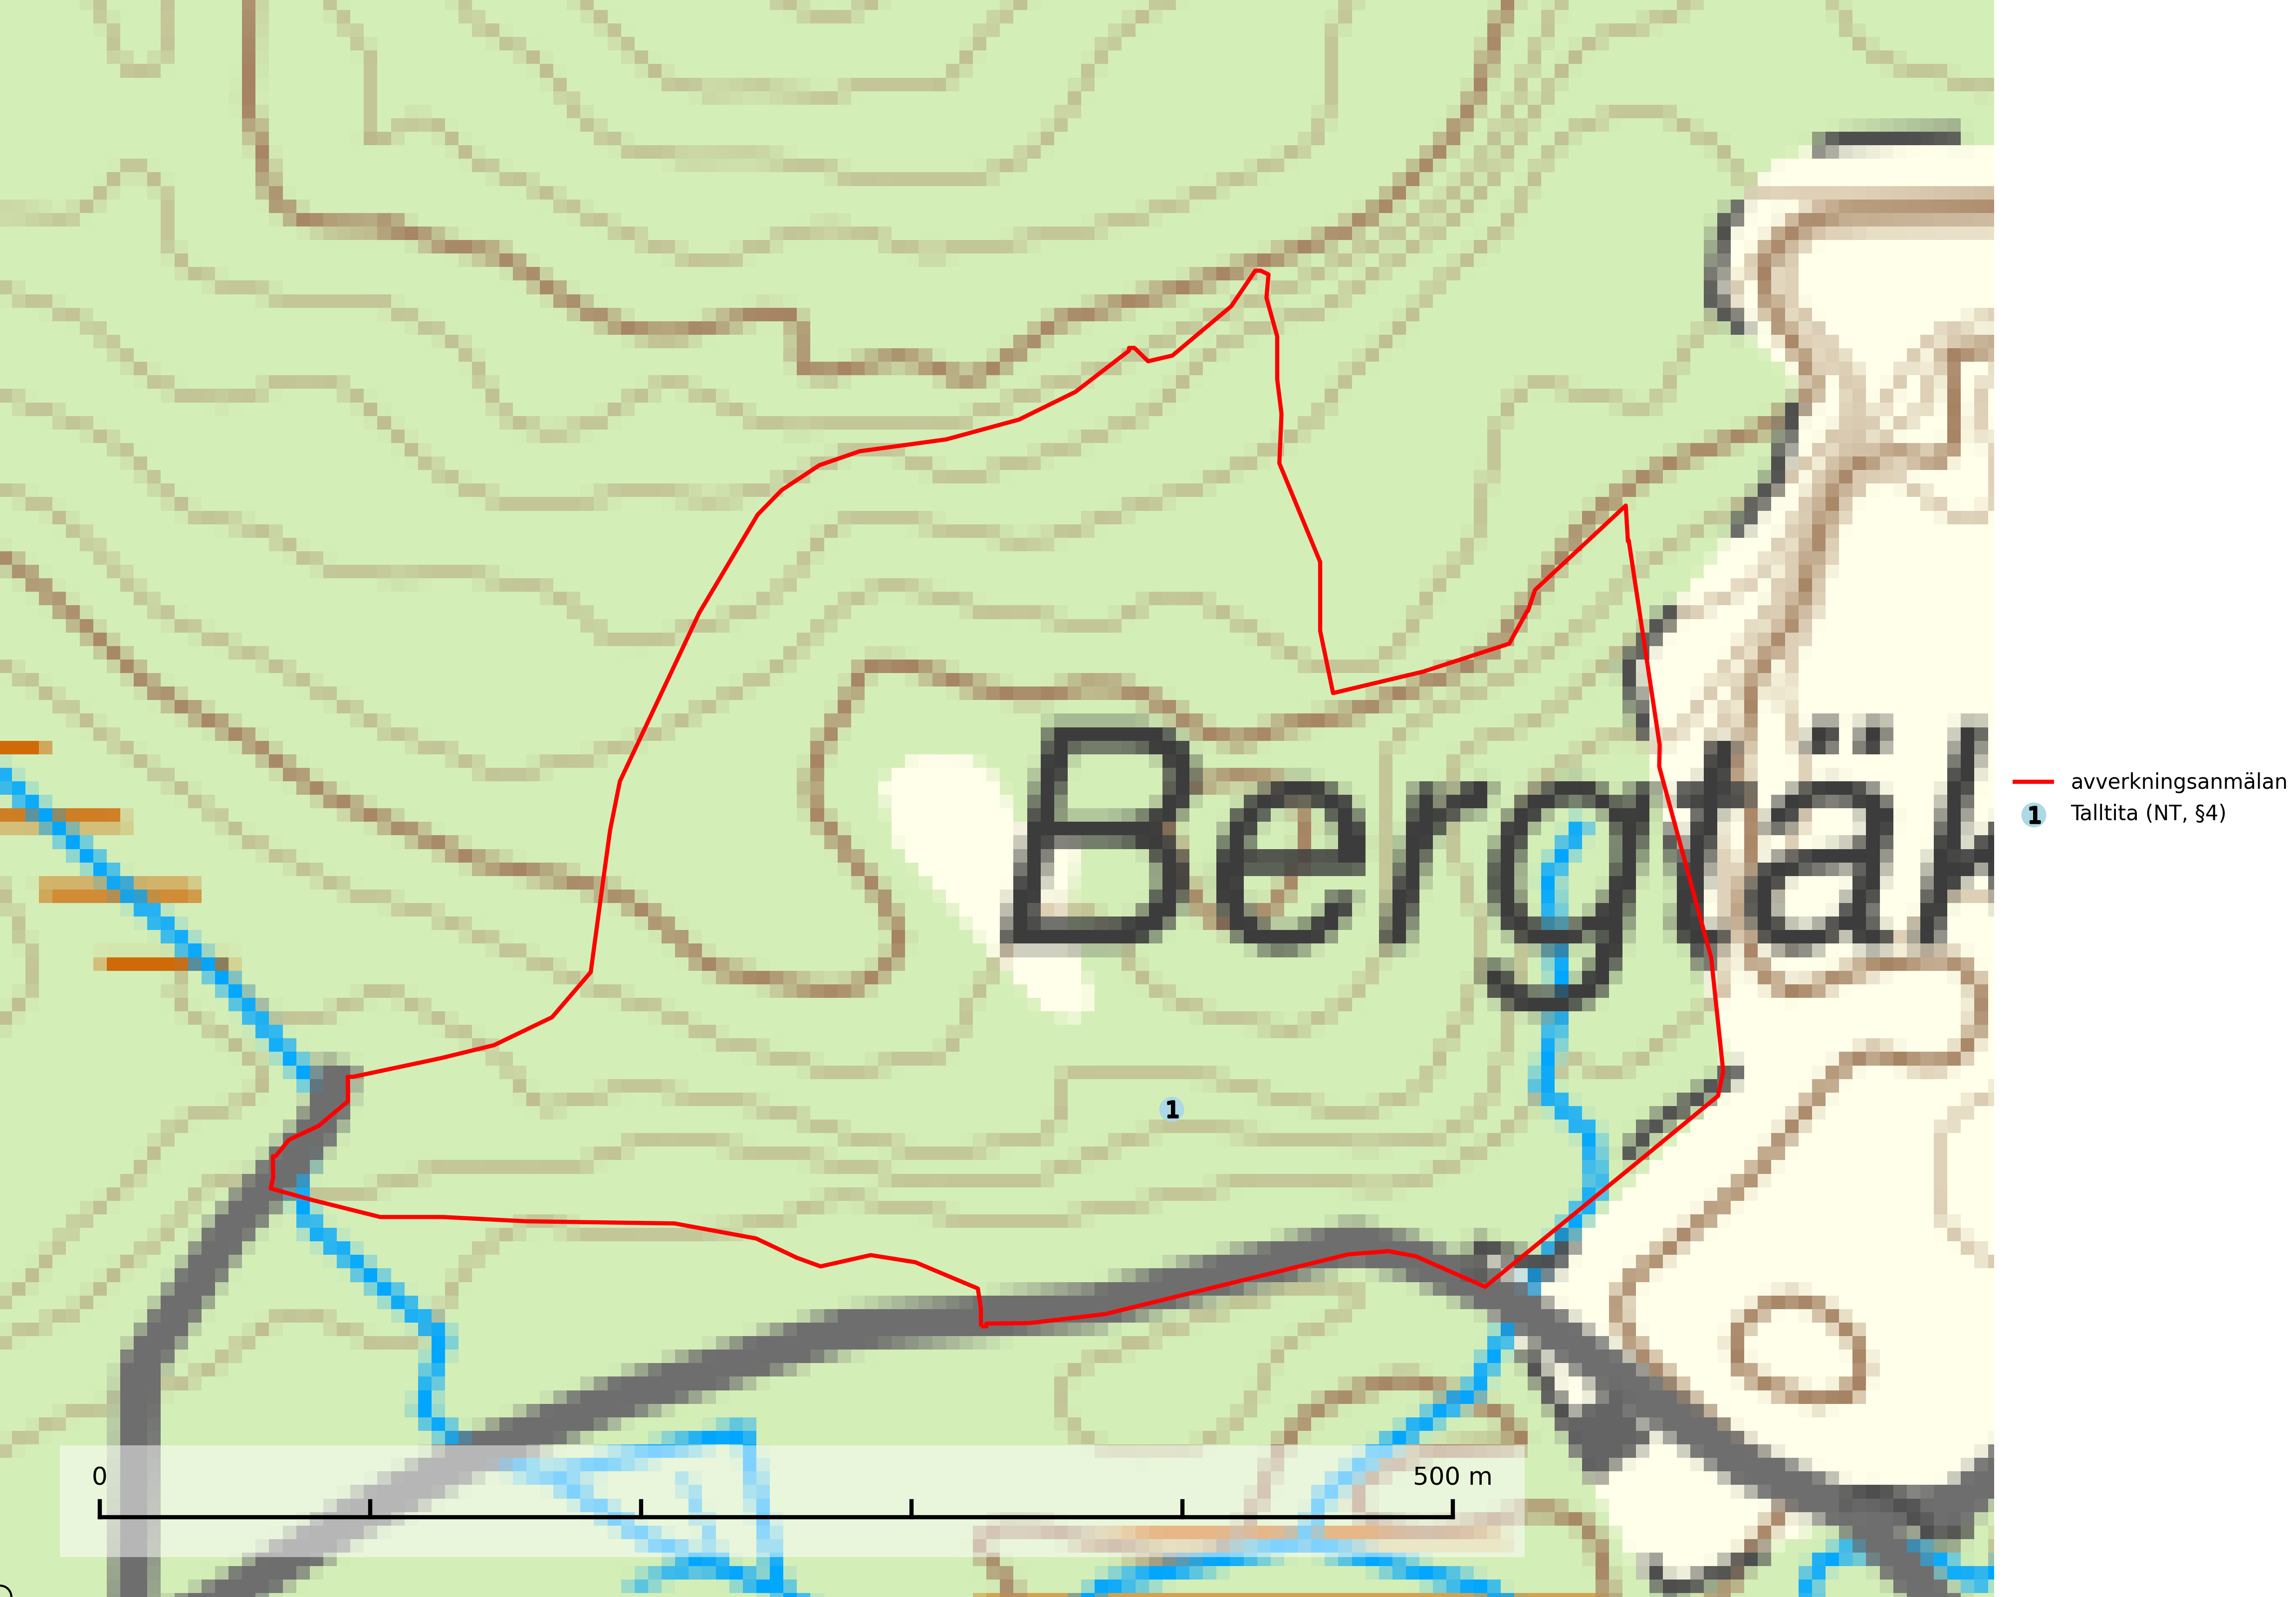 Bergtäk
avverkningsanmälan
1 Talltita (NT, §4)
1
0 500 m